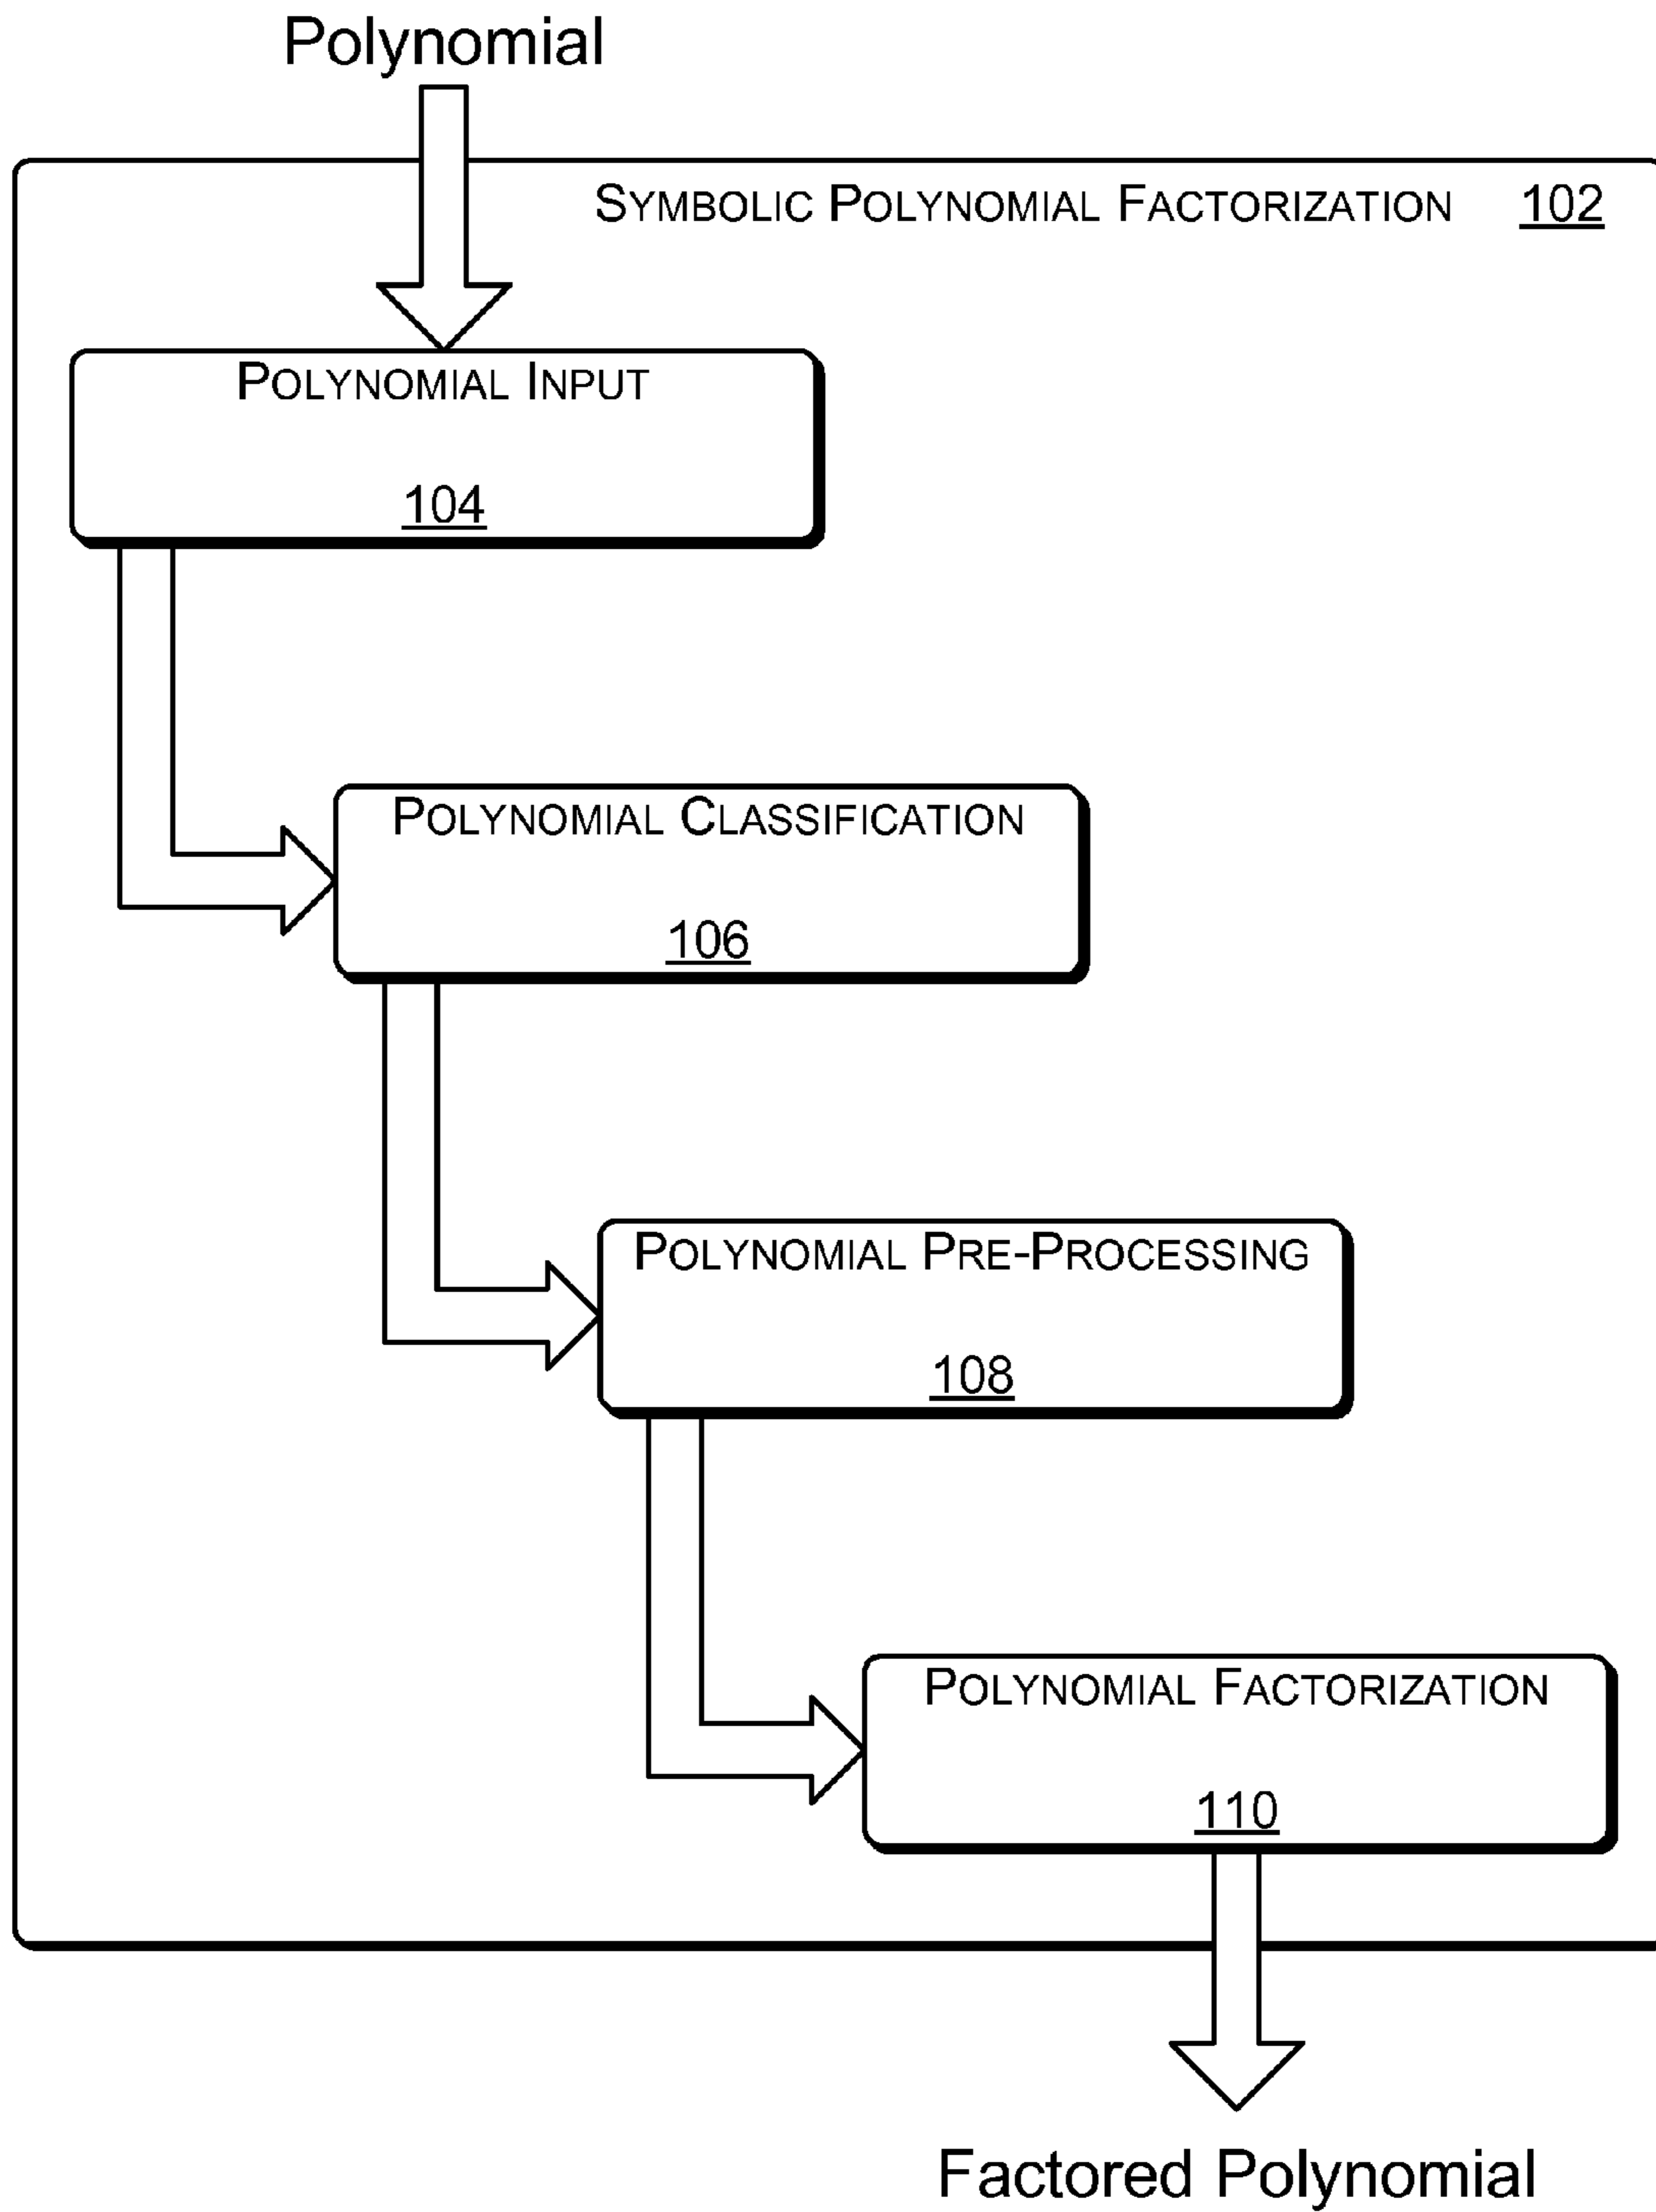 Polynomial
SYMBOLIC POLYNOMIAL FACTORIZATION 102
POLYNOMIAL INPUT
104
POLYNOMIAL CLASSIFICATION
106
POLYNOMIAL PRE-PROCESSING
108
POLYNOMIAL FACTORIZATION
110
Factored Polynomial